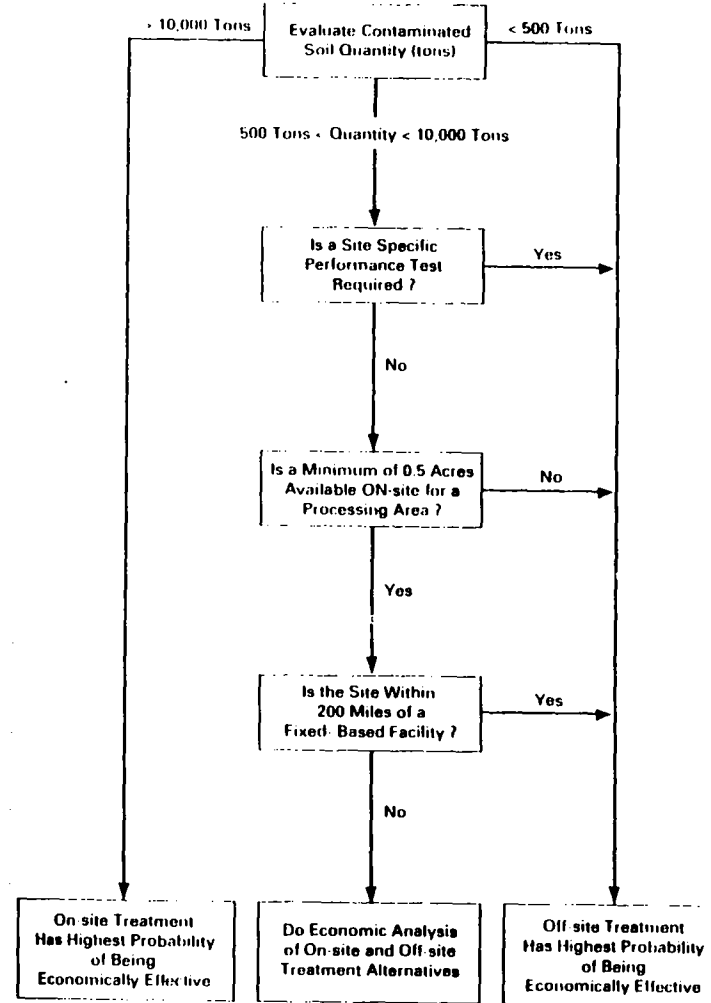 > 10,000 Tons
Evaluate Contaminated
Soil Quantity (tons)
< 500 Tons
500 Tons < Quantity < 10,000 Tons
Is a Site Specific
Performance Test
Required ?
Yes
No
Is a Minimum of 0.5 Acres
Available ON-site for a
Processing Area ?
No
Yes
Is the Site Within
200 Miles of a
Fixed-Based Facility ?
Yes
No
On-site Treatment
Has Highest Probability
of Being
Economically Effective
Do Economic Analysis
of On-site and Off-site
Treatment Alternatives
Off-site Treatment
Has Highest Probability
of Being
Economically Effective